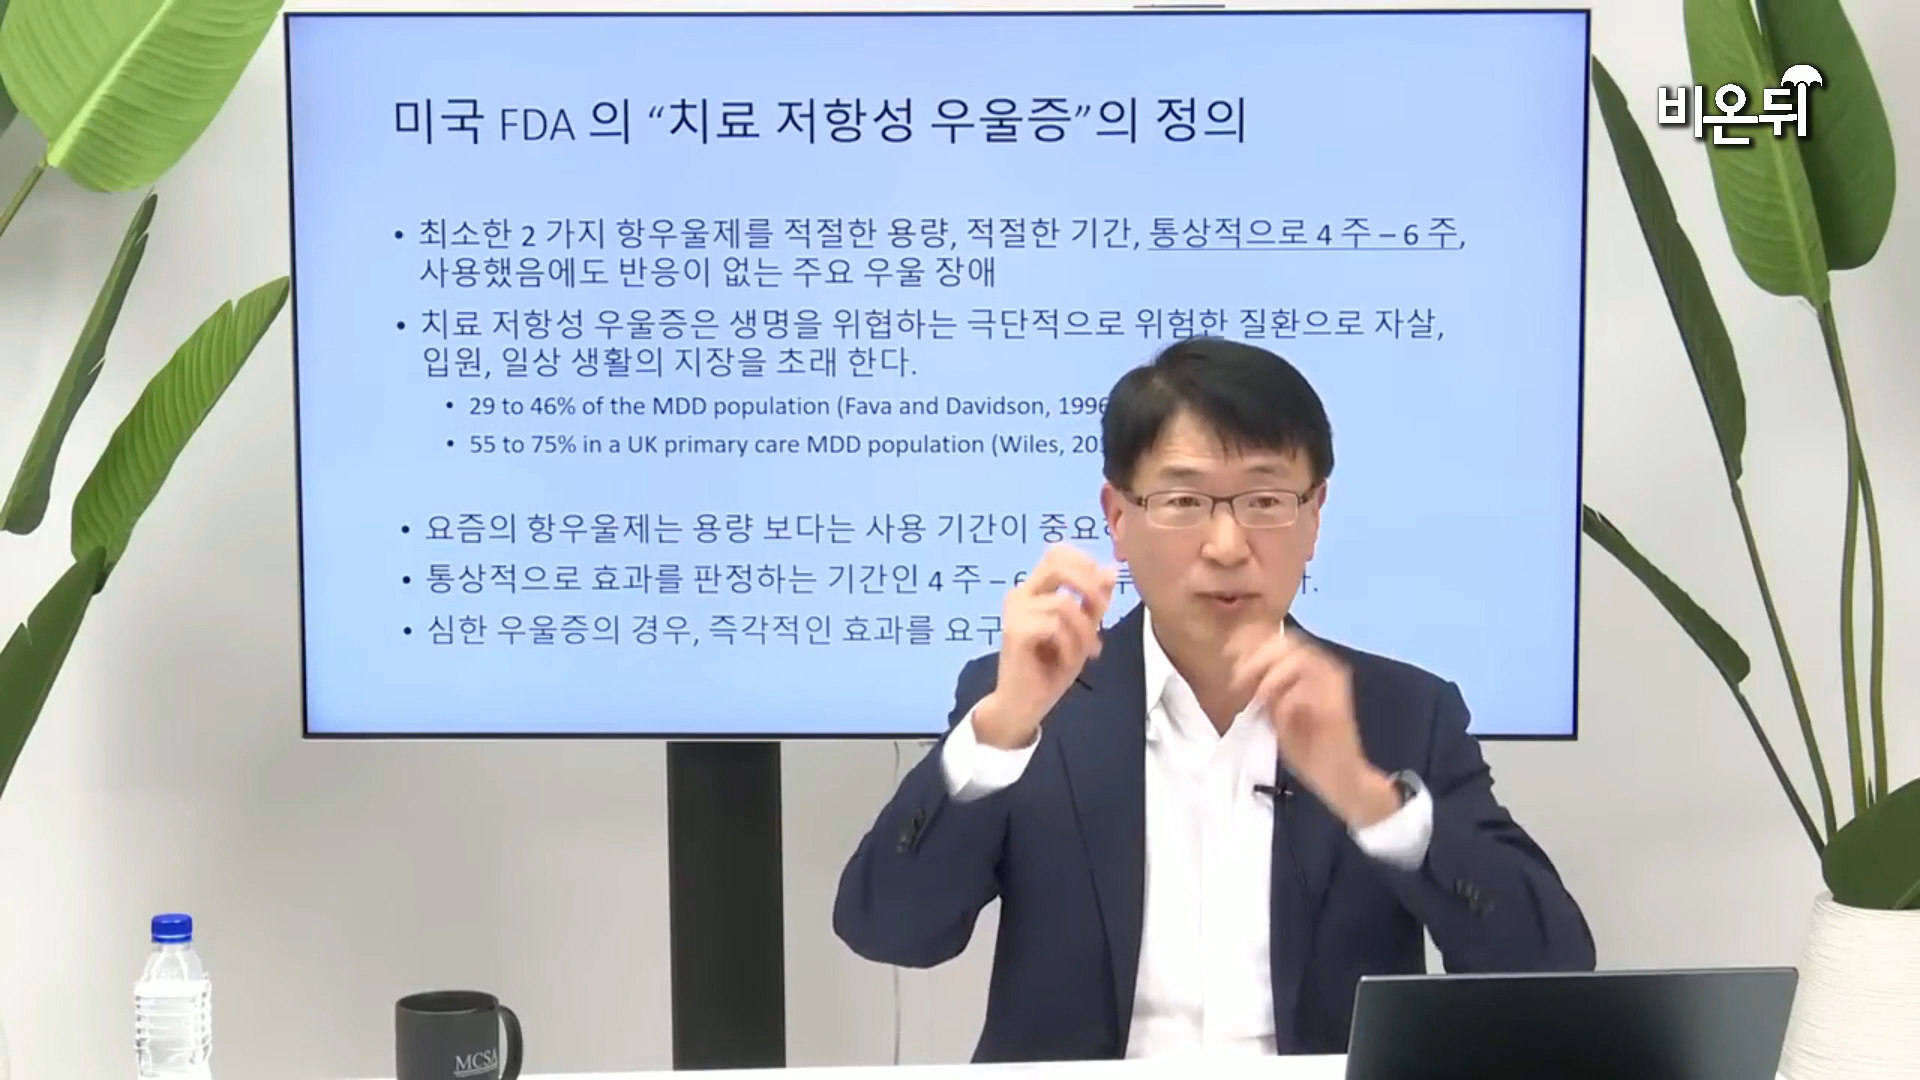 미국 FDA 의 “치료 저항성 우울증”의 정의
비온뒤
• 최소한 2 가지 항우울제를 적절한 용량, 적절한 기간, 통상적으로 4 주 – 6 주,
사용했음에도 반응이 없는 주요 우울 장애
• 치료 저항성 우울증은 생명을 위협하는 극단적으로 위험한 질환으로 자살,
입원, 일상 생활의 지장을 초래 한다.
• 29 to 46% of the MDD population (Fava and Davidson, 1996
• 55 to 75% in a UK primary care MDD population (Wiles,
• 요즘의 항우울제는 용량 보다는 사용 기간이
• 통상적으로 효과를 판정하는 기간인 4 주 – 6
• 심한 우울증의 경우, 즉각적인 효과를
MCSA